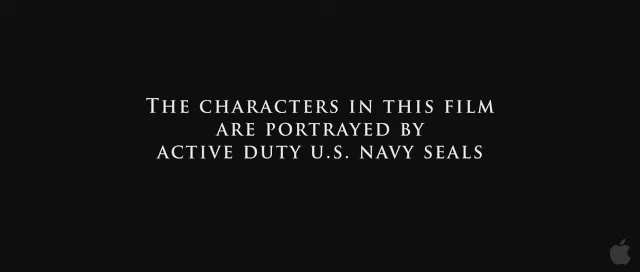 THE CHARACTERS IN THIS FILM
ARE PORTRAYED BY
ACTIVE DUTY U.S. NAVY SEALS